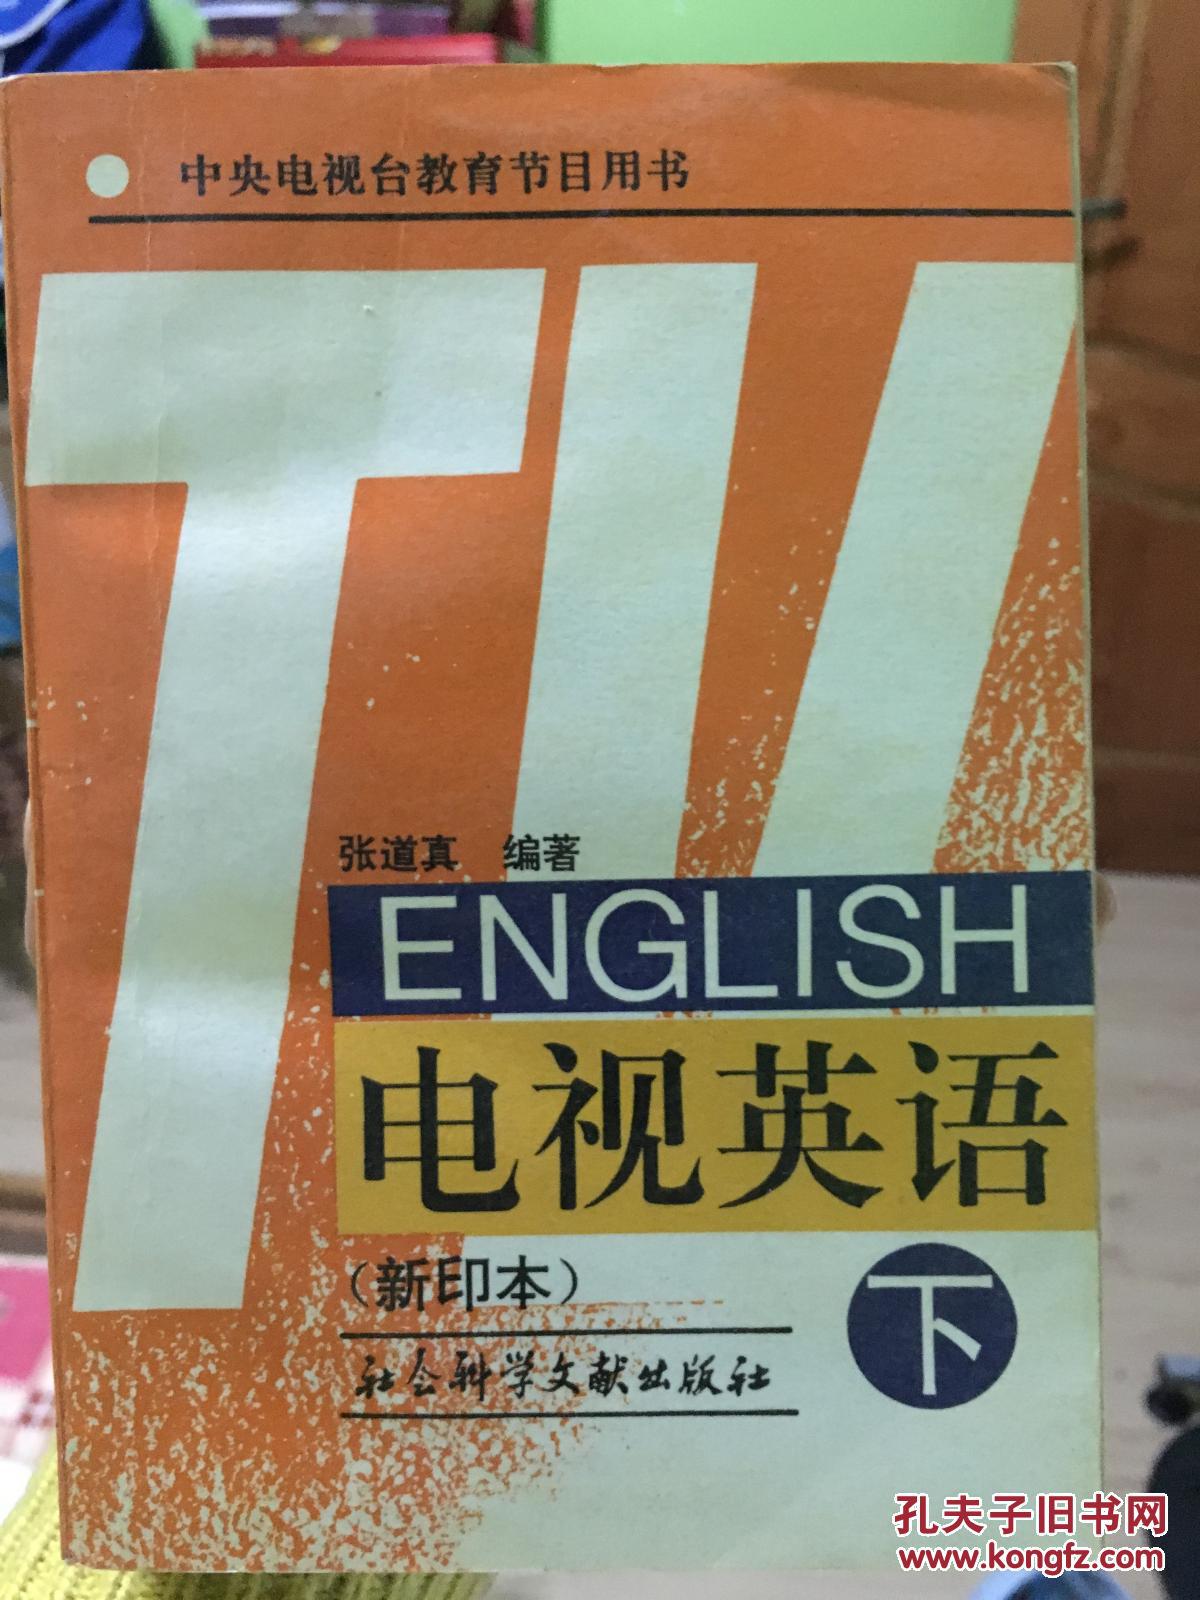 中央电视台教育节目用书
TV
张道真 编著
ENGLISH
电视英语
(新印本)
下
社会科学文献出版社
孔夫子旧书网
www.kongfz.com